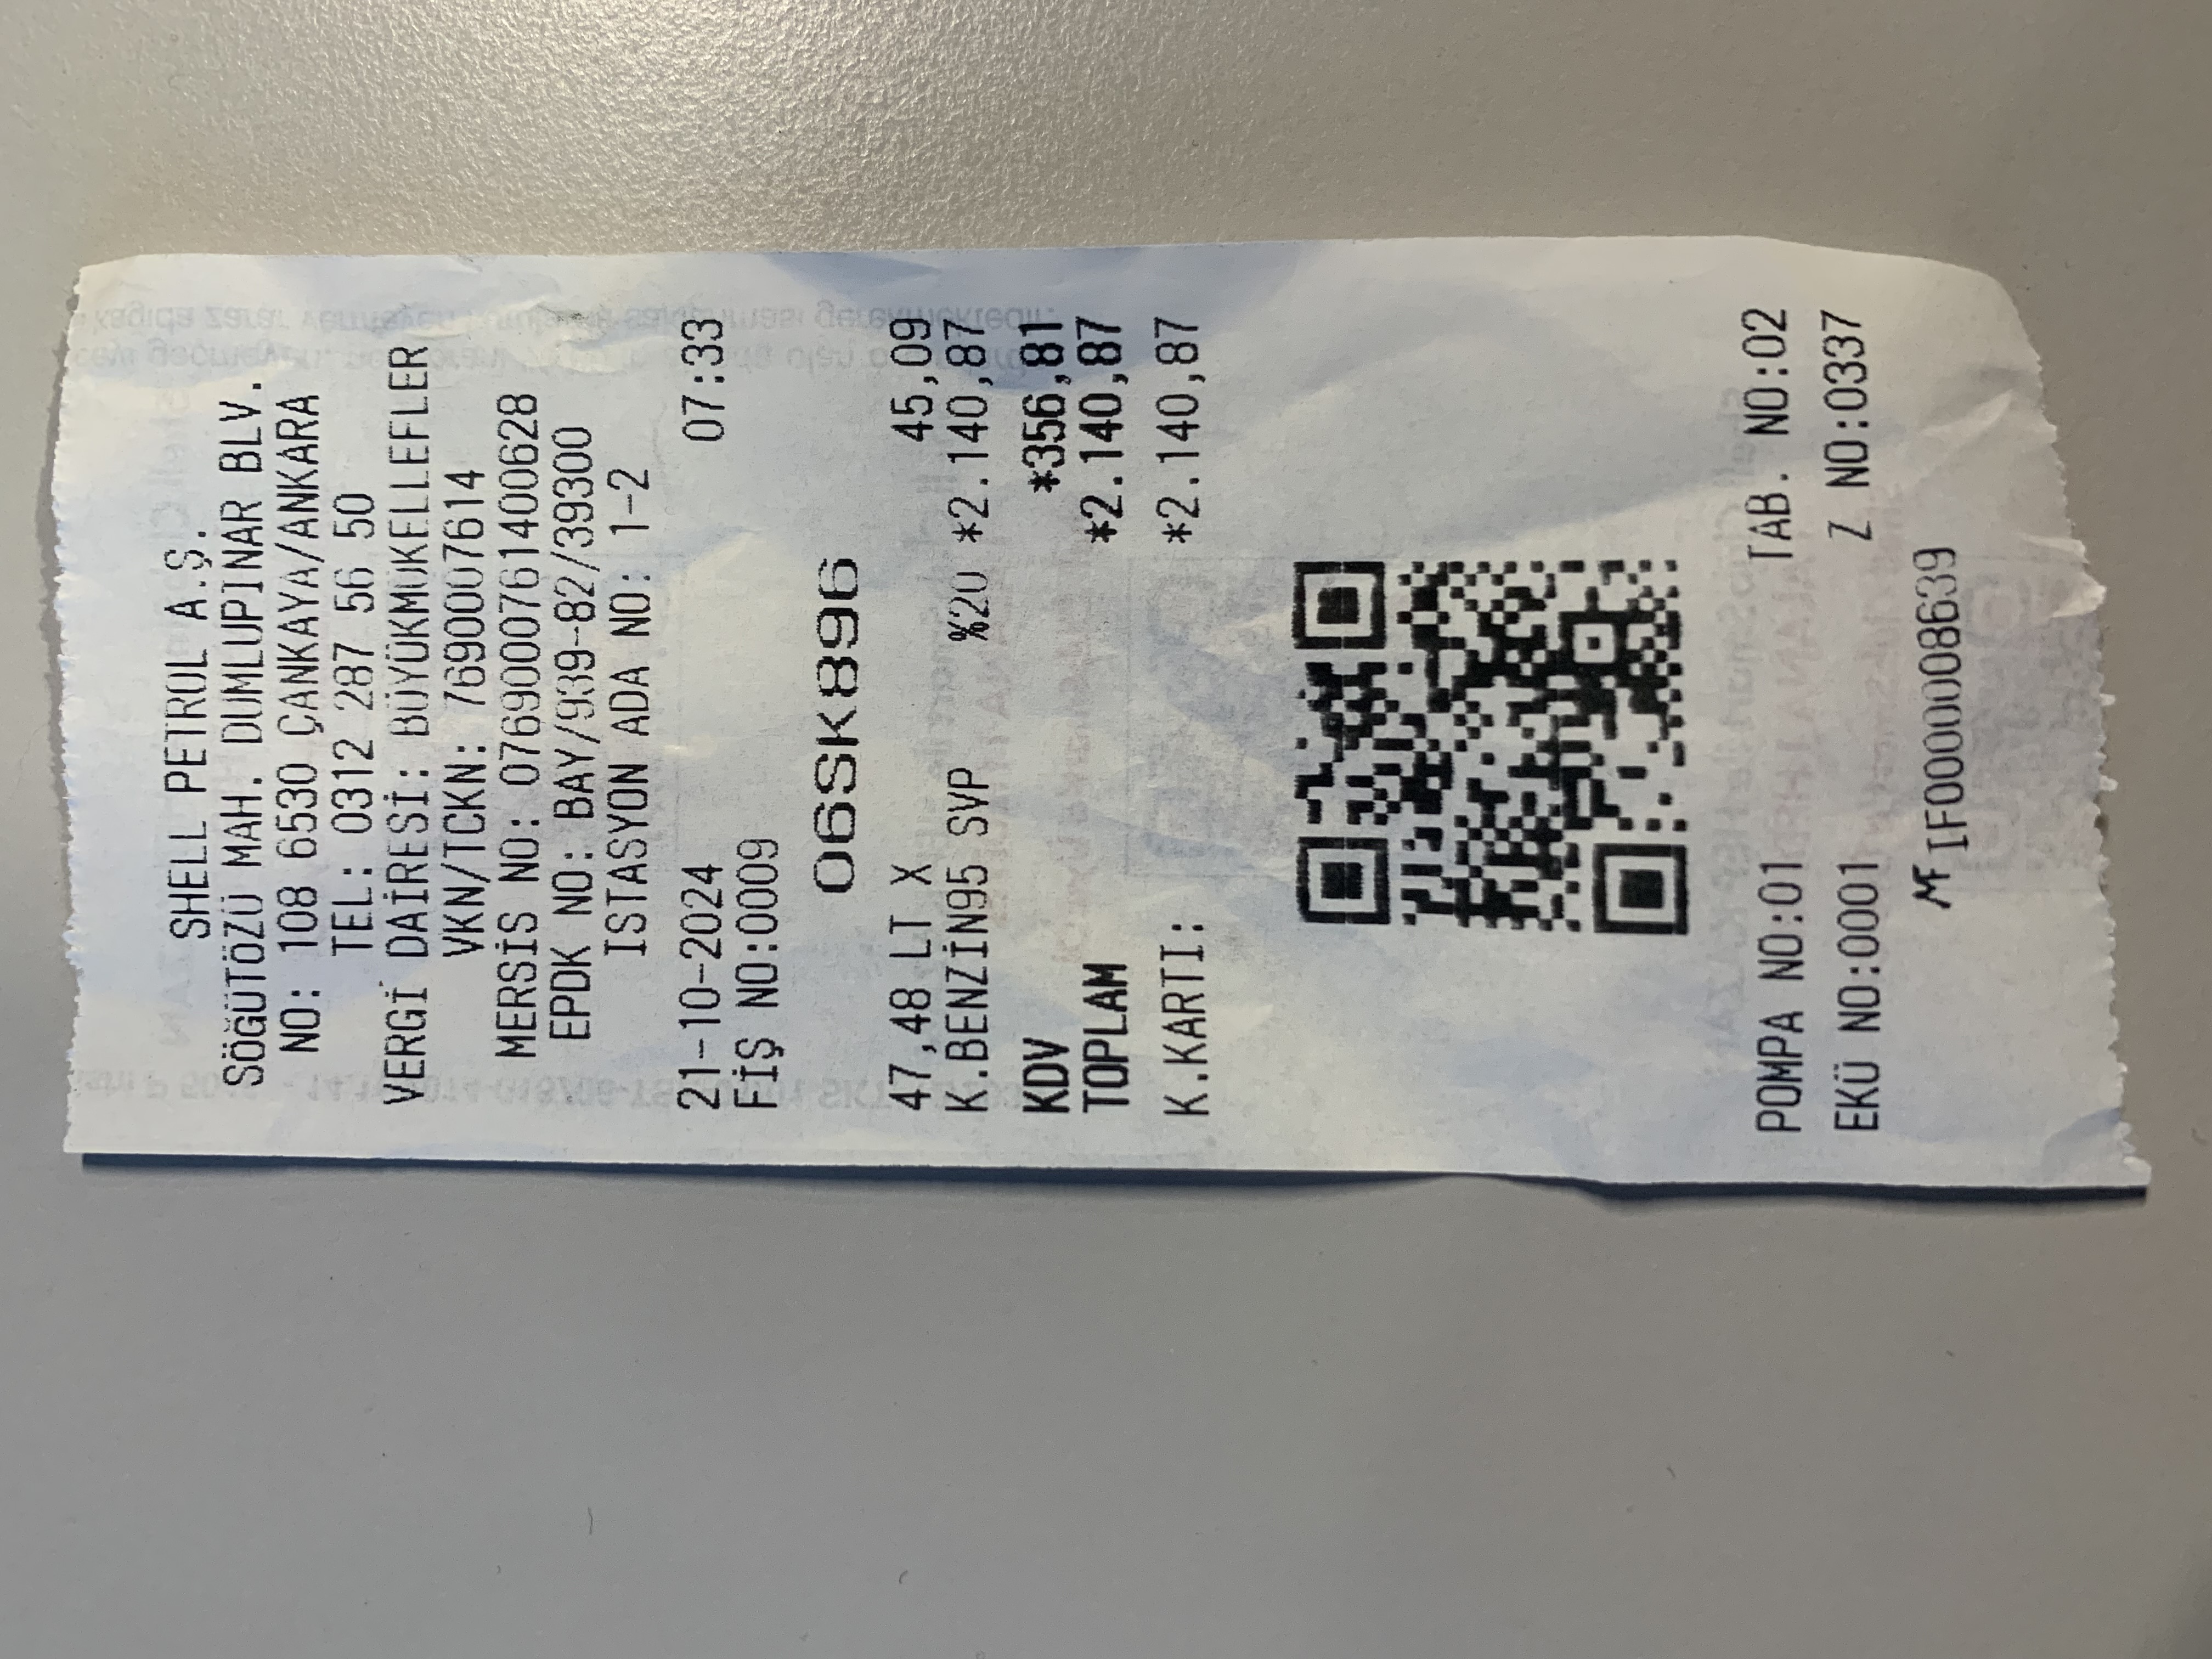 SHELL PETROL A.Ş.
SÖĞÜTÖZÜ MAH. DUMLUPINAR BLV.
NO: 108 6530 ÇANKAYA/ANKARA
TEL: 0312 287 56 50
VERGİ DAİRESİ: BÜYÜKMÜKELLEFLER
VKN/TCKN: 7690007614
MERSİS NO: 0769000761400628
EPDK NO: BAY/939-82/39300
ISTASYON ADA NO: 1-2
21-10-2024 07:33
FİŞ NO:0009
06SK896
47,48 LT X 45,09
K.BENZİN95 SVP %20 *2.140,87
KDV *356,81
TOPLAM *2.140,87
K.KARTI: *2.140,87
POMPA NO:01 TAB. NO:02
EKÜ NO:0001 Z NO:0337
MF IF0000008639